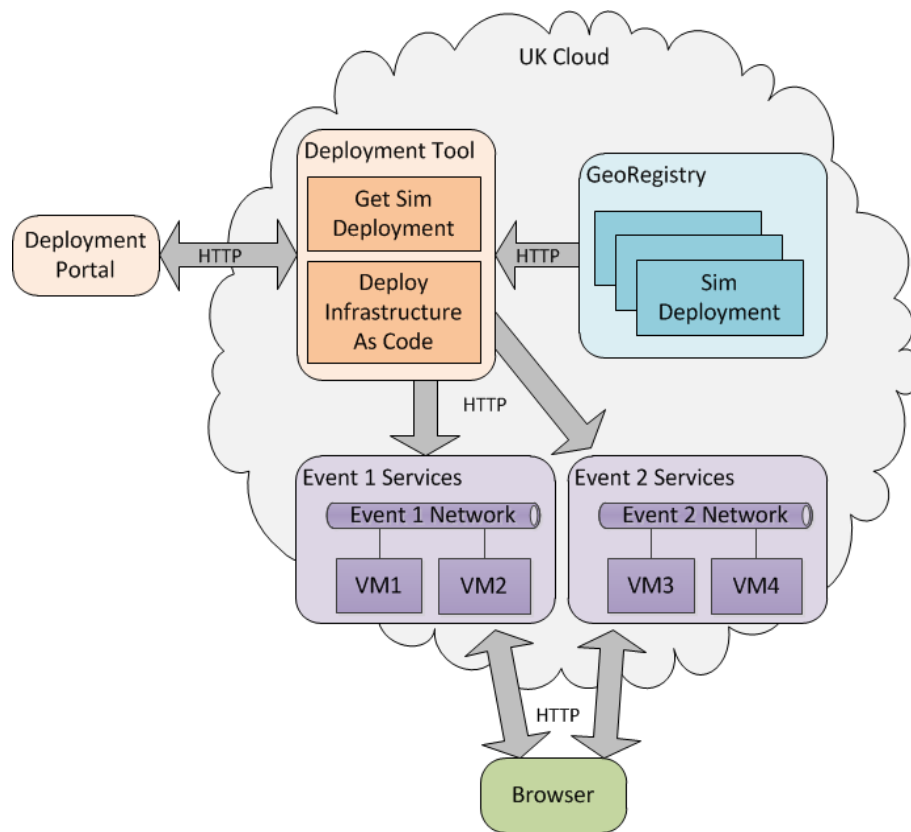 UK Cloud
Deployment Tool
Get Sim
Deployment
Deploy
Infrastructure
As Code
GeoRegistry
Sim
Deployment
Deployment
Portal
HTTP
HTTP
HTTP
Event 1 Services
Event 1 Network
VM1
VM2
Event 2 Services
Event 2 Network
VM3
VM4
HTTP
Browser